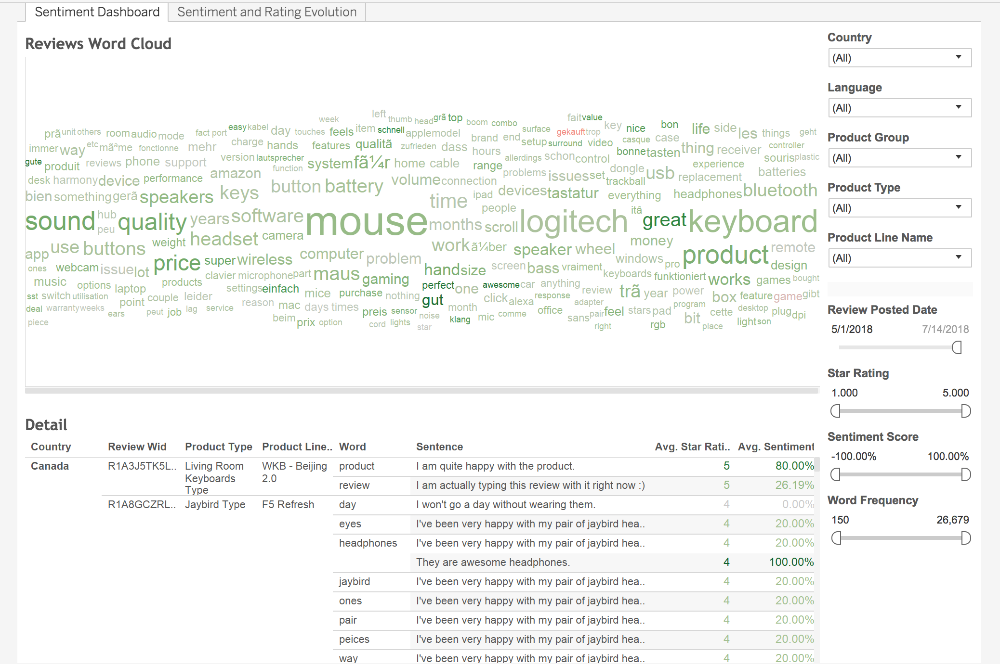 Sentiment Dashboard
Sentiment and Rating Evolution
Reviews Word Cloud
week left thumb head grã top boom combo fait value key nice bon life side les things geht
prã unit others room audio mode fact port easy kabel day touches feels item schnell apple model brand end surface gekauft trop casque case
immer way etc mãªme fonctionne mehr charge hands features qualitã zufrieden dass hours setup surround video bonne tasten thing receiver controller
gute produit reviews phone support version lautsprecher system fã¼r home cable range allerdings schon control souris plastic
desk harmony device performance amazon function button battery volume connection problems issues set dongle trackball usb experience replacement batteries
bien something gerã speakers keys time ipad devices tastatur everything headphones bluetooth
sound hub peu quality years software mouse months people scroll logitech itâ great keyboard
app use buttons weight headset camera work ã¼ber speaker wheel money product remote
ones webcam issue lot price super wireless computer problem hand size screen bass vraiment windows pro design
music options laptop products clavier microphone part maus gaming perfect one awesome car anything keyboards funktioniert works games bought
sst switch utilisation point couple leider settings einfach mice purchase nothing gut click alexa response review trã year power box feature game gibt
deal warranty weeks ears peut job lag service reason mac days times preis sensor noise month mic comme office adapter feel stars pad program bit cette desktop plug dpi
piece beim prix option cord lights star klang sans pair right rgb place light son
Detail
Country Review Wid Product Type Product Line.. Word Sentence Avg. Star Rati.. Avg. Sentiment
Canada R1A3J5TK5L.. Living Room Keyboards Type WKB - Beijing 2.0 product I am quite happy with the product. 5 80.00%
review I am actually typing this review with it right now :) 5 26.19%
R1A8GCZRL.. Jaybird Type F5 Refresh day I won't go a day without wearing them. 4 0.00%
eyes I've been very happy with my pair of jaybird hea.. 4 20.00%
headphones I've been very happy with my pair of jaybird hea.. 4 20.00%
They are awesome headphones. 4 100.00%
jaybird I've been very happy with my pair of jaybird hea.. 4 20.00%
ones I've been very happy with my pair of jaybird hea.. 4 20.00%
pair I've been very happy with my pair of jaybird hea.. 4 20.00%
peices I've been very happy with my pair of jaybird hea.. 4 20.00%
way I've been very happy with my pair of jaybird hea.. 4 20.00%
Country
(All)
Language
(All)
Product Group
(All)
Product Type
(All)
Product Line Name
(All)
Review Posted Date
5/1/2018 7/14/2018
Star Rating
1.000 5.000
Sentiment Score
-100.00% 100.00%
Word Frequency
150 26,679